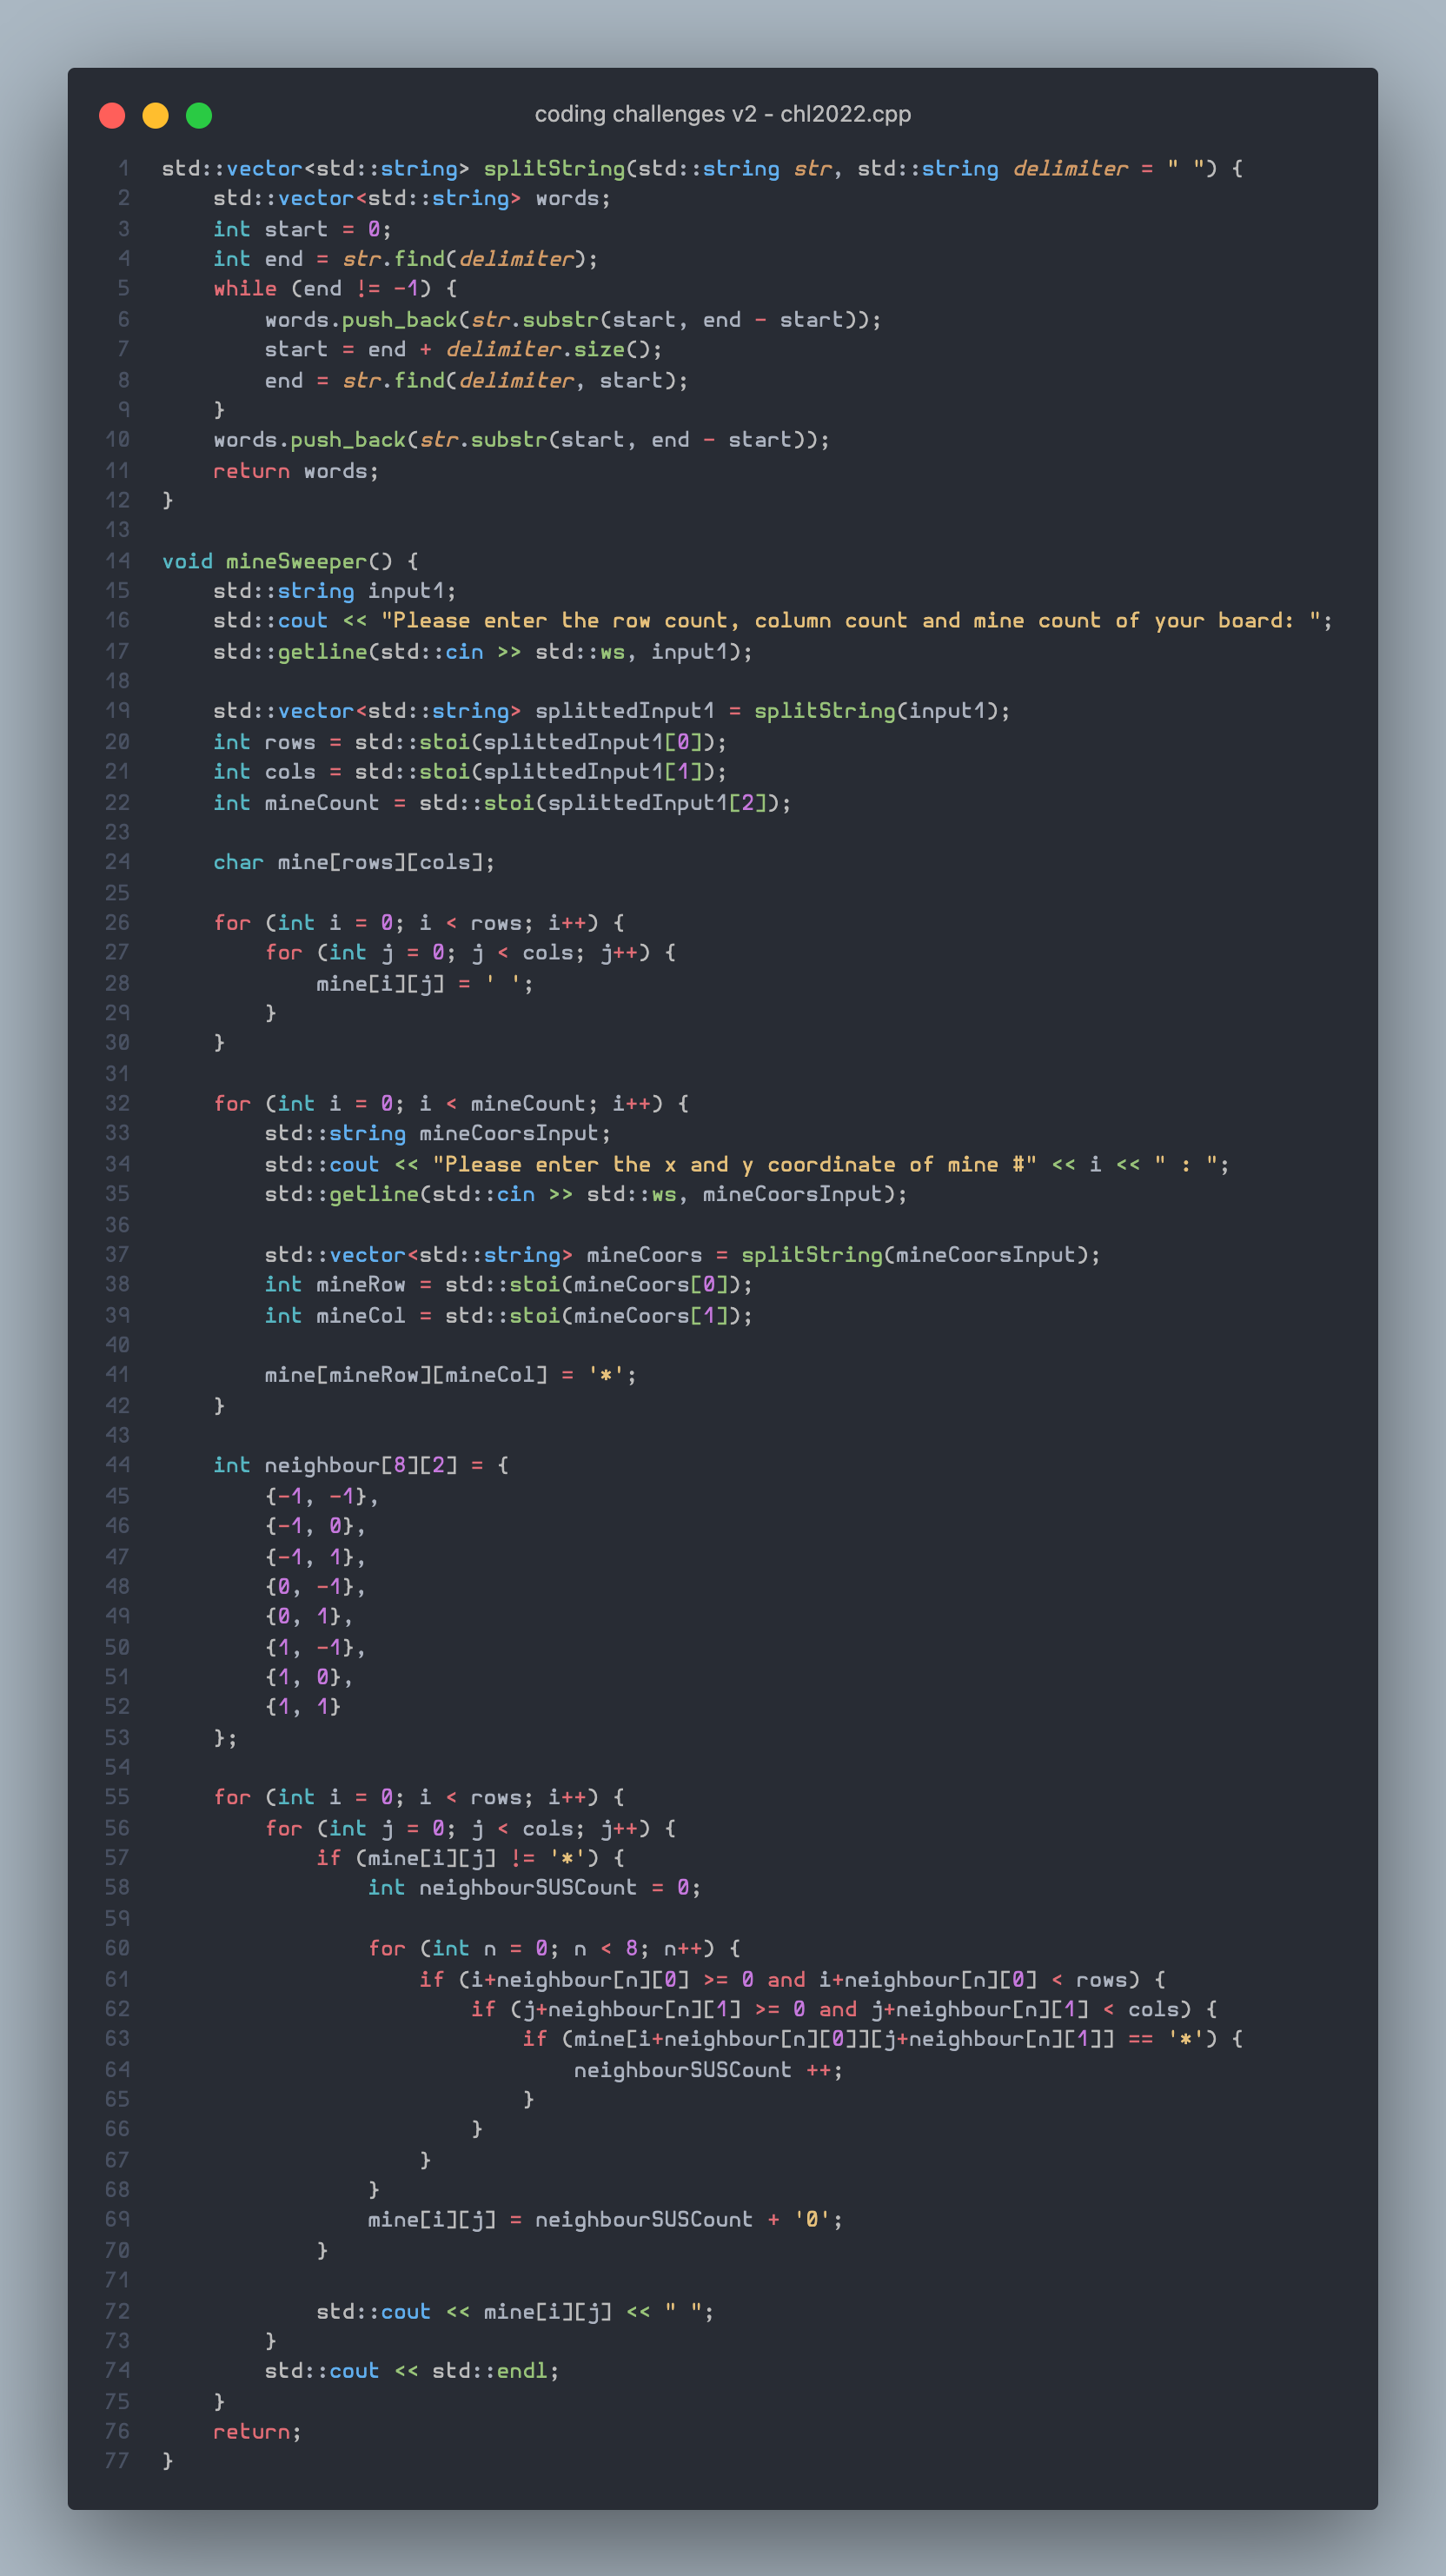 coding challenges v2 - chl2022.cpp
1 std::vector<std::string> splitString(std::string str, std::string delimiter = " ") {
2     std::vector<std::string> words;
3     int start = 0;
4     int end = str.find(delimiter);
5     while (end != -1) {
6         words.push_back(str.substr(start, end - start));
7         start = end + delimiter.size();
8         end = str.find(delimiter, start);
9     }
10     words.push_back(str.substr(start, end - start));
11     return words;
12 }
13
14 void mineSweeper() {
15     std::string input1;
16     std::cout << "Please enter the row count, column count and mine count of your board: ";
17     std::getline(std::cin >> std::ws, input1);
18
19     std::vector<std::string> splittedInput1 = splitString(input1);
20     int rows = std::stoi(splittedInput1[0]);
21     int cols = std::stoi(splittedInput1[1]);
22     int mineCount = std::stoi(splittedInput1[2]);
23
24     char mine[rows][cols];
25
26     for (int i = 0; i < rows; i++) {
27         for (int j = 0; j < cols; j++) {
28             mine[i][j] = ' ';
29         }
30     }
31
32     for (int i = 0; i < mineCount; i++) {
33         std::string mineCoorsInput;
34         std::cout << "Please enter the x and y coordinate of mine #" << i << " : ";
35         std::getline(std::cin >> std::ws, mineCoorsInput);
36
37         std::vector<std::string> mineCoors = splitString(mineCoorsInput);
38         int mineRow = std::stoi(mineCoors[0]);
39         int mineCol = std::stoi(mineCoors[1]);
40
41         mine[mineRow][mineCol] = '*';
42     }
43
44     int neighbour[8][2] = {
45         {-1, -1},
46         {-1, 0},
47         {-1, 1},
48         {0, -1},
49         {0, 1},
50         {1, -1},
51         {1, 0},
52         {1, 1}
53     };
54
55     for (int i = 0; i < rows; i++) {
56         for (int j = 0; j < cols; j++) {
57             if (mine[i][j] != '*') {
58                 int neighbourSUSCount = 0;
59
60                 for (int n = 0; n < 8; n++) {
61                     if (i+neighbour[n][0] >= 0 and i+neighbour[n][0] < rows) {
62                         if (j+neighbour[n][1] >= 0 and j+neighbour[n][1] < cols) {
63                             if (mine[i+neighbour[n][0]][j+neighbour[n][1]] == '*') {
64                                 neighbourSUSCount ++;
65                             }
66                         }
67                     }
68                 }
69                 mine[i][j] = neighbourSUSCount + '0';
70             }
71
72             std::cout << mine[i][j] << " ";
73         }
74         std::cout << std::endl;
75     }
76     return;
77 }